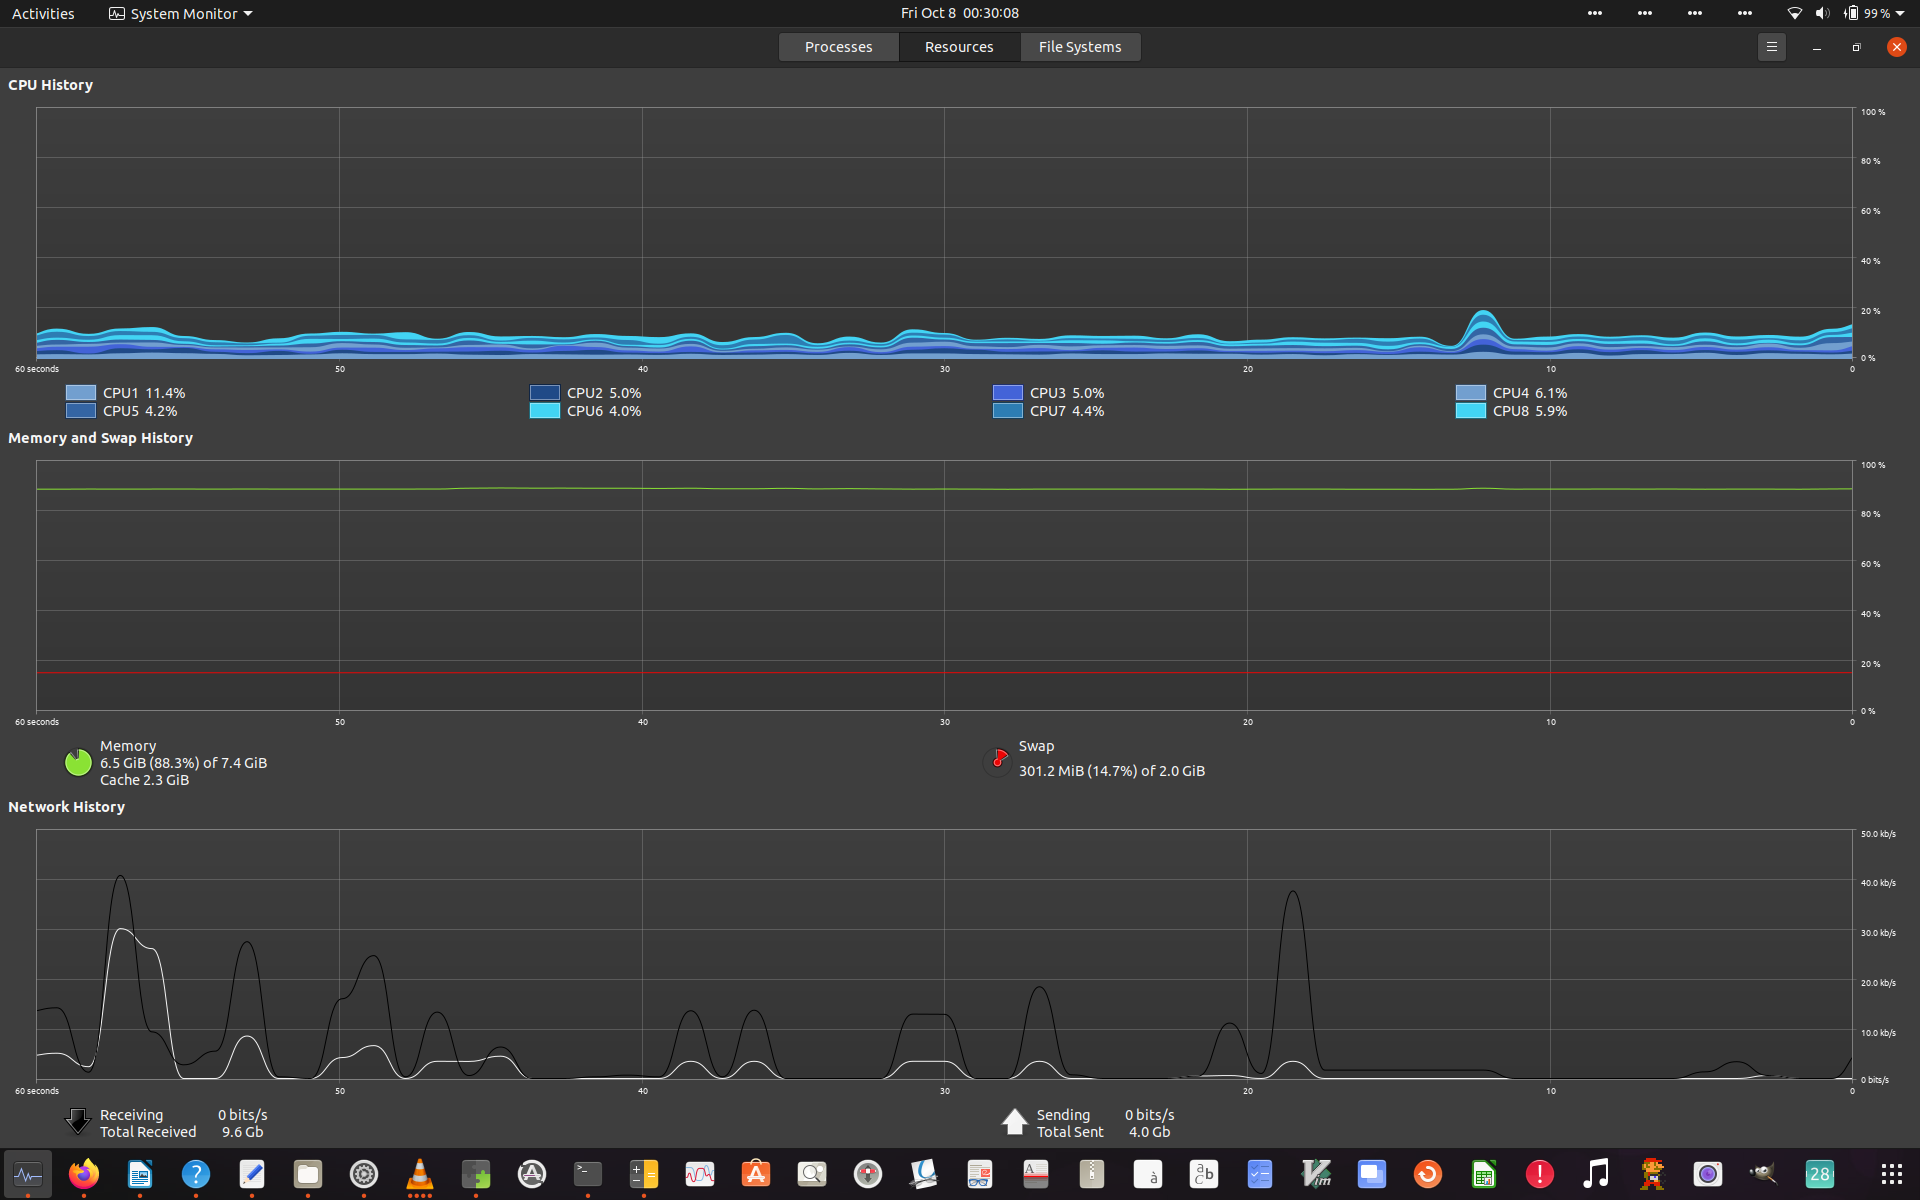 Activities System Monitor Fri Oct 8 00:30:08 99 %
Processes Resources File Systems
CPU History
100 %
80 %
60 %
40 %
20 %
0 %
60 seconds 50 40 30 20 10 0
CPU1 11.4% CPU2 5.0% CPU3 5.0% CPU4 6.1%
CPU5 4.2% CPU6 4.0% CPU7 4.4% CPU8 5.9%
Memory and Swap History
100 %
80 %
60 %
40 %
20 %
0 %
60 seconds 50 40 30 20 10 0
Memory
6.5 GiB (88.3%) of 7.4 GiB
Cache 2.3 GiB
Swap
301.2 MiB (14.7%) of 2.0 GiB
Network History
50.0 kb/s
40.0 kb/s
30.0 kb/s
20.0 kb/s
10.0 kb/s
0 bits/s
60 seconds 50 40 30 20 10 0
Receiving 0 bits/s
Total Received 9.6 Gb
Sending 0 bits/s
Total Sent 4.0 Gb
? >_ A à abc Vim ! 28